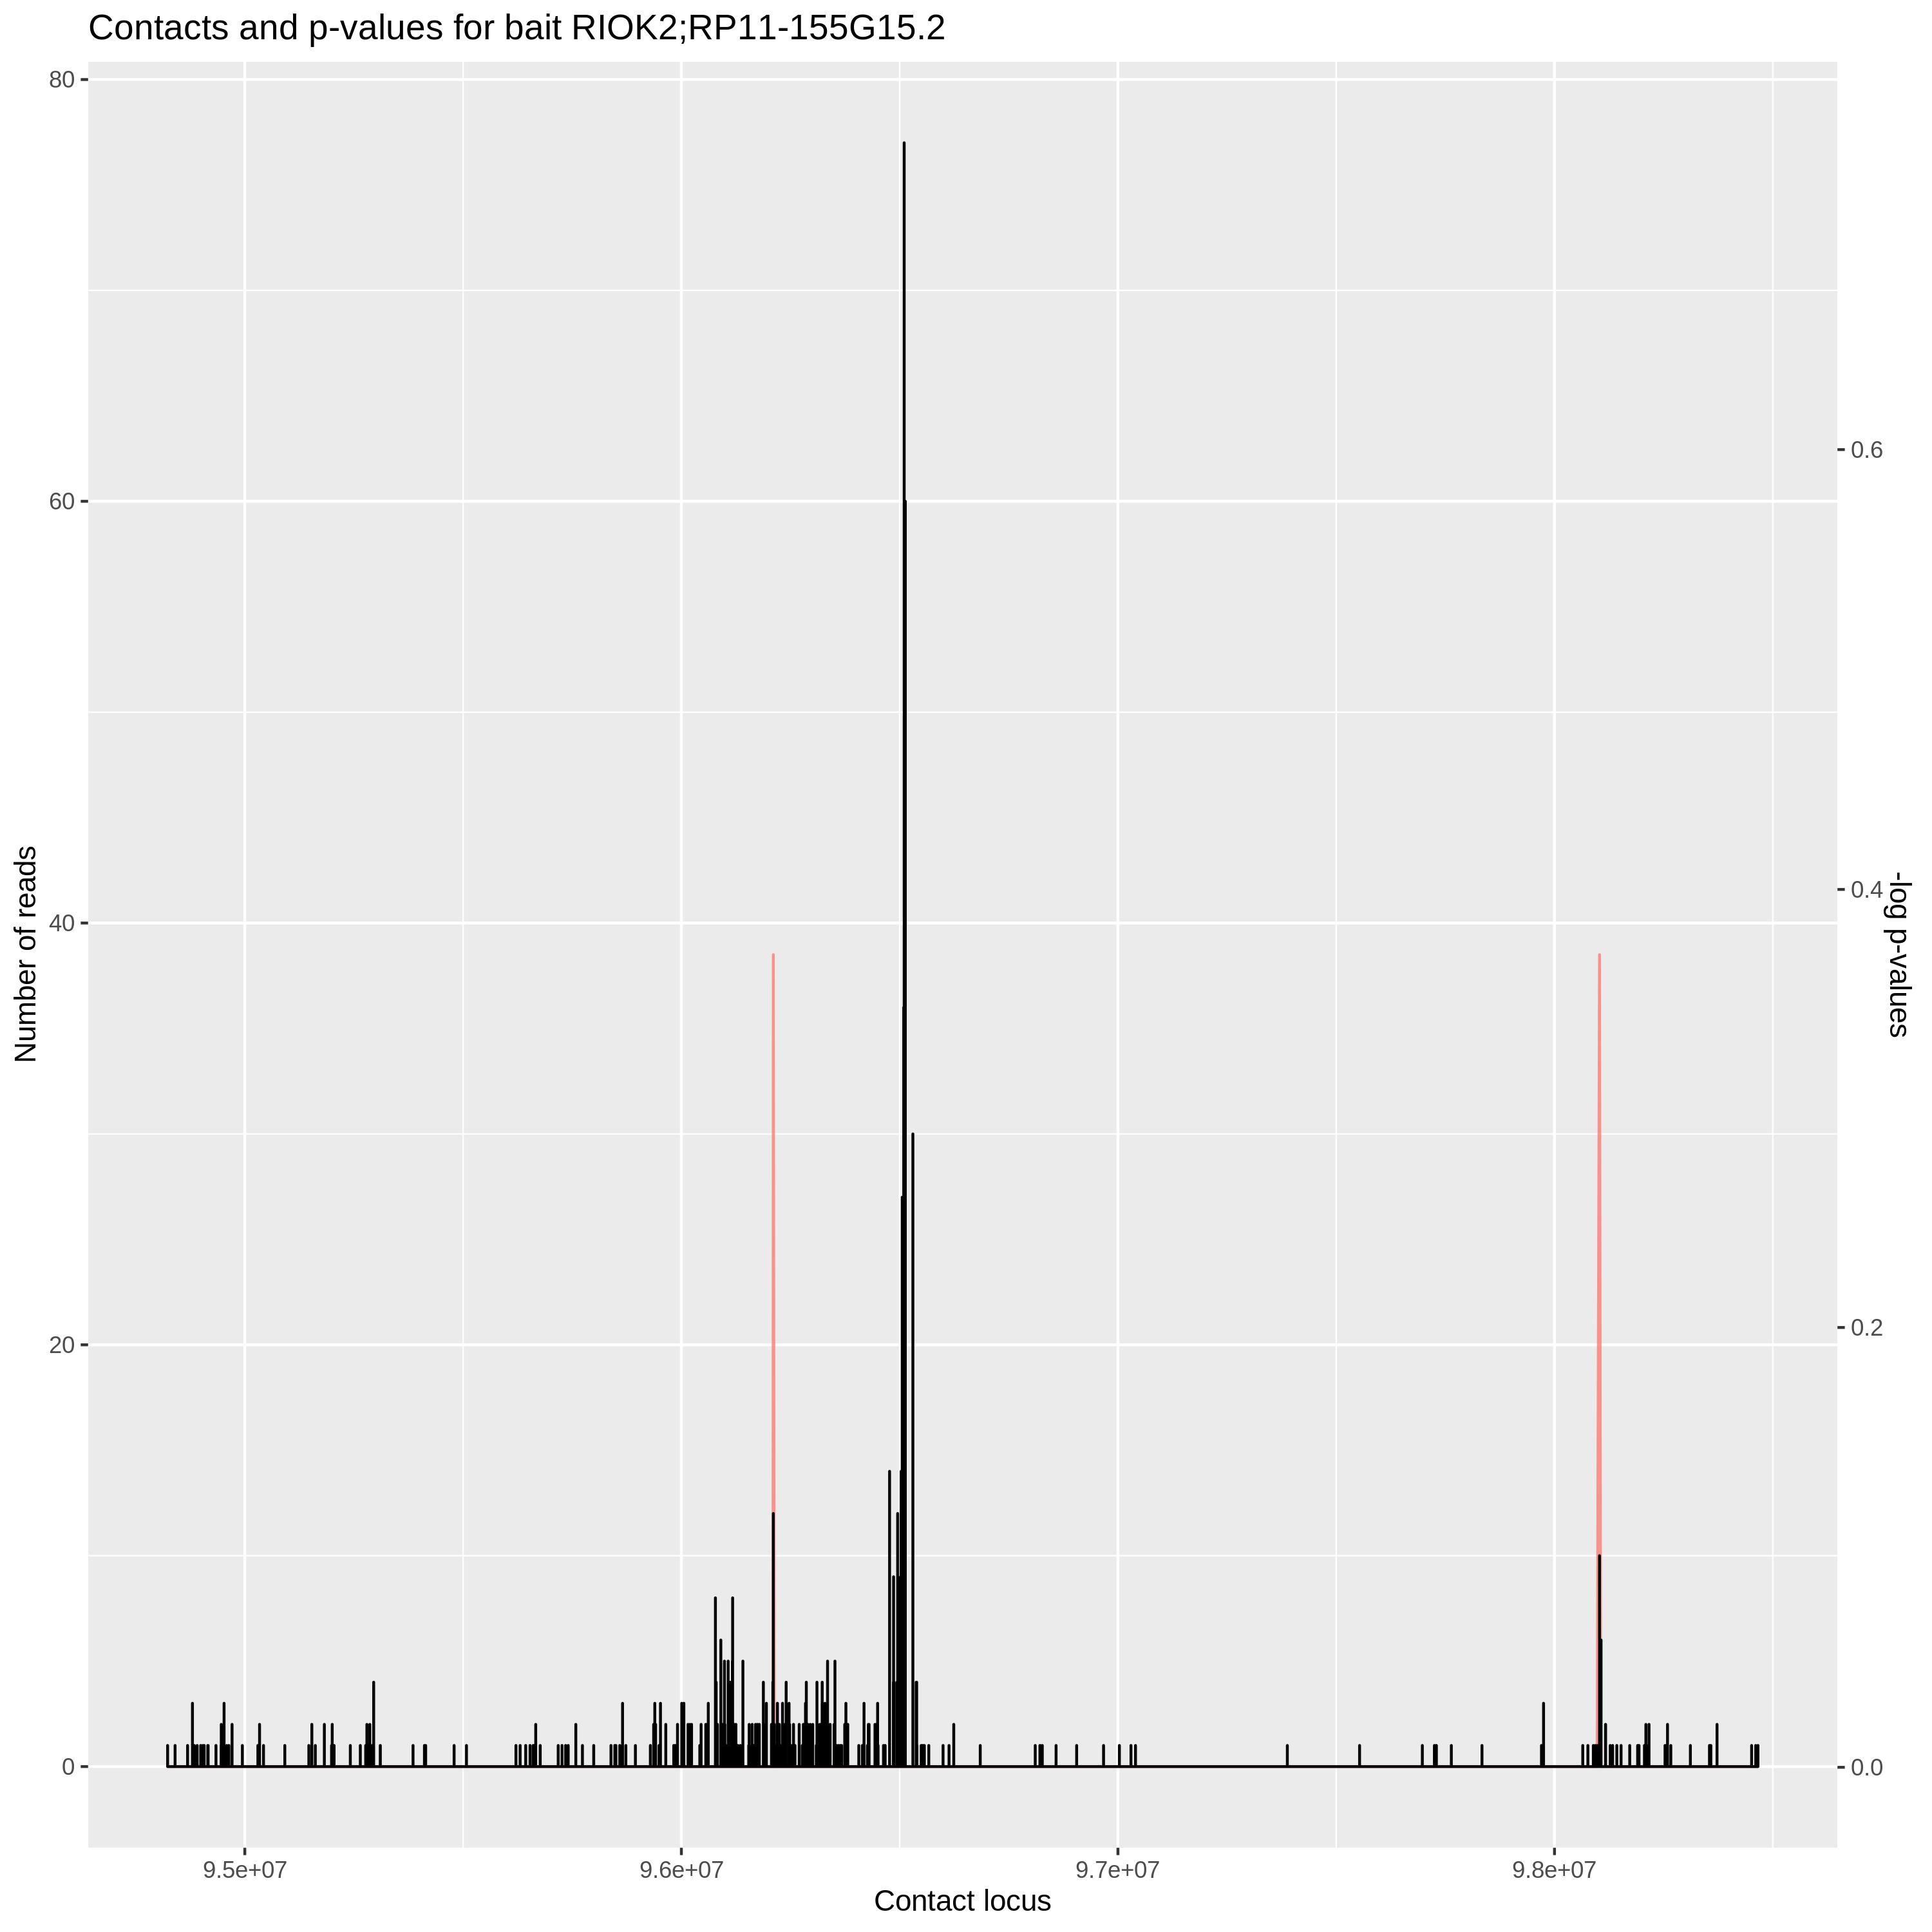 Contacts and p-values for bait RIOK2;RP11-155G15.2
80
60
40
20
0
Number of reads
0.6
0.4
0.2
0.0
-log p-values
9.5e+07
9.6e+07
9.7e+07
9.8e+07
Contact locus